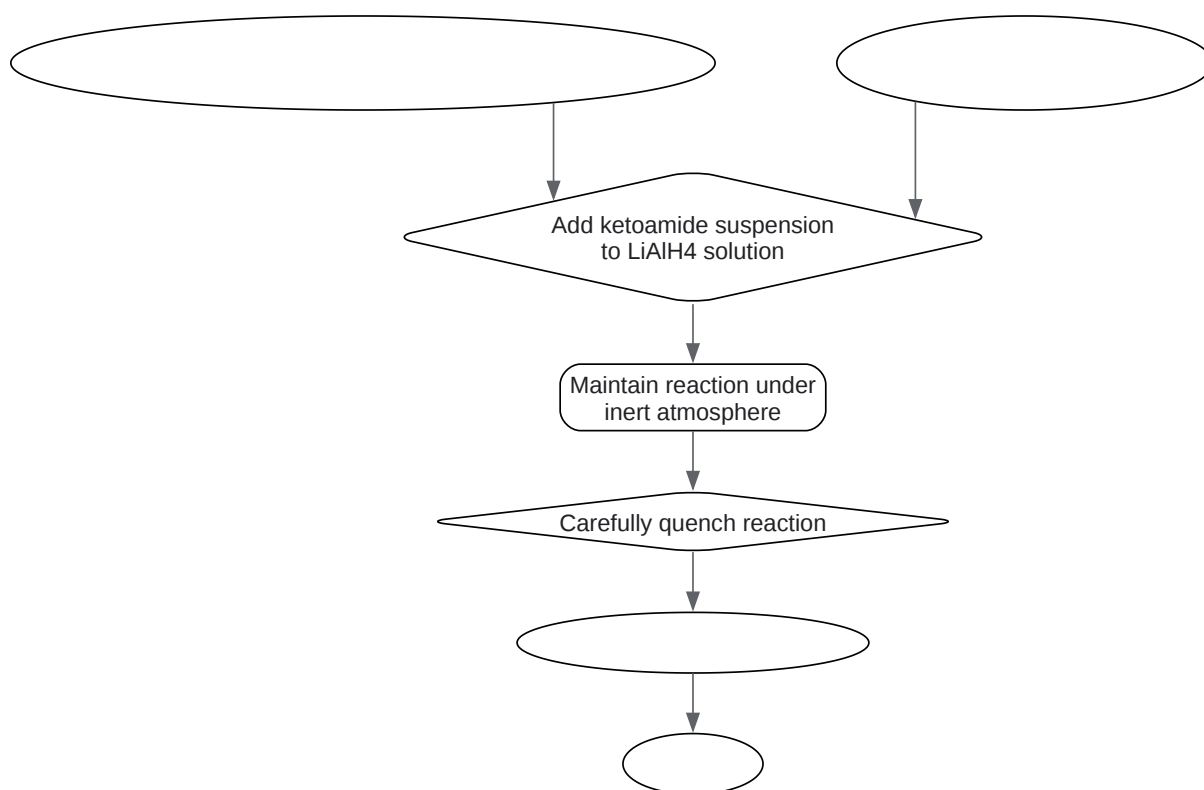 Add ketoamide suspension
to LiAlH4 solution
Maintain reaction under
inert atmosphere
Carefully quench reaction